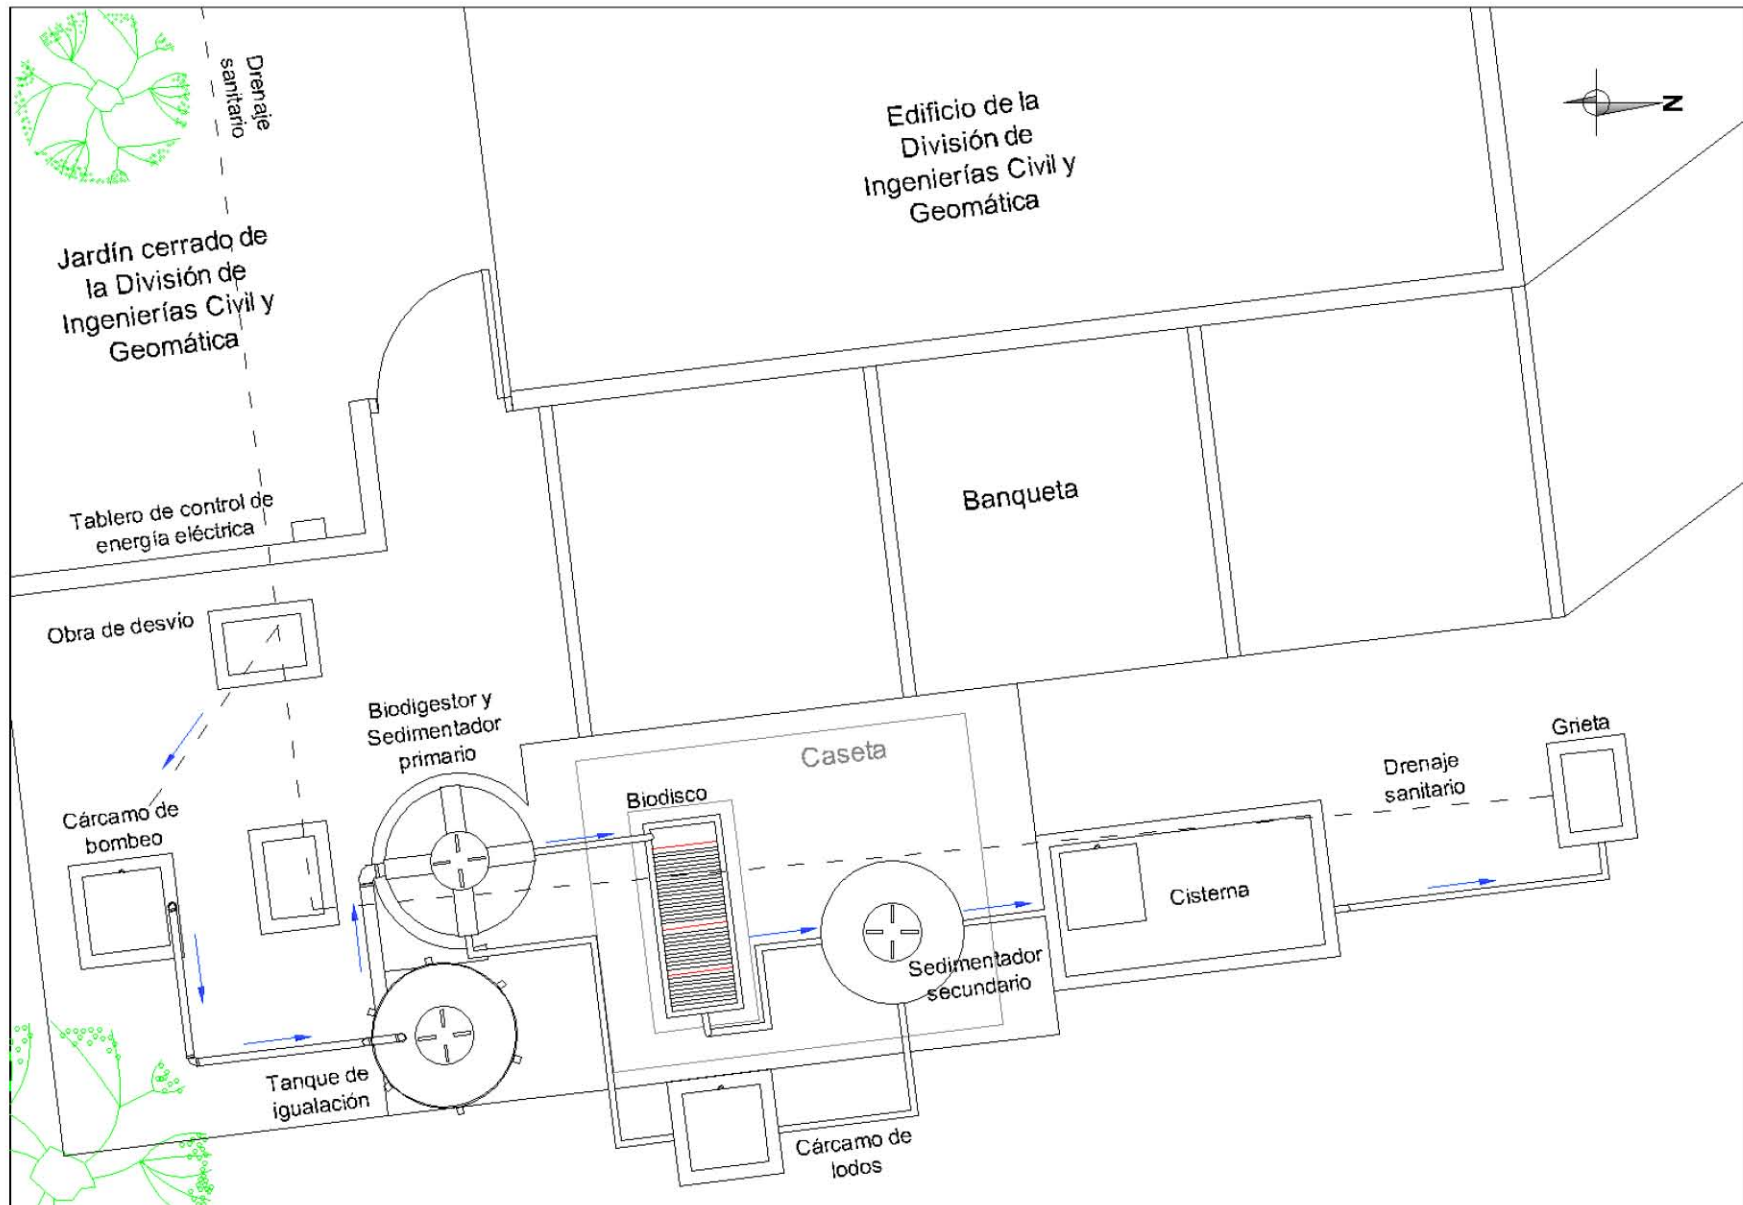 Drenaje
sanitario
Edificio de la
División de
Ingenierías Civil y
Geomática
N
Jardín cerrado de
la División de
Ingenierías Civil y
Geomática
Tablero de control de
energía eléctrica
Banqueta
Obra de desvío
Biodigestor y
Sedimentador
primario
Caseta
Grieta
Drenaje
sanitario
Biodisco
Cárcamo de
bombeo
Cisterna
Sedimentador
secundario
Tanque de
igualación
Cárcamo de
lodos